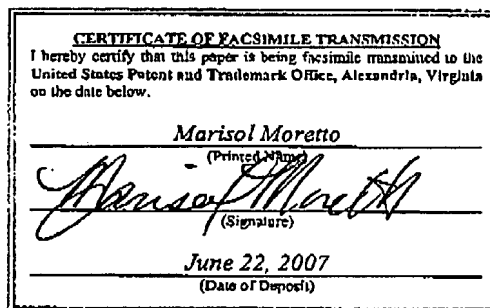 CERTIFICATE OF FACSIMILE TRANSMISSION
I hereby certify that this paper is being facsimile transmitted to the
United States Patent and Trademark Office, Alexandria, Virginia
on the date below.
Marisol Moretto
(Printed Name)
Marisol Moretto
(Signature)
June 22, 2007
(Date of Deposit)